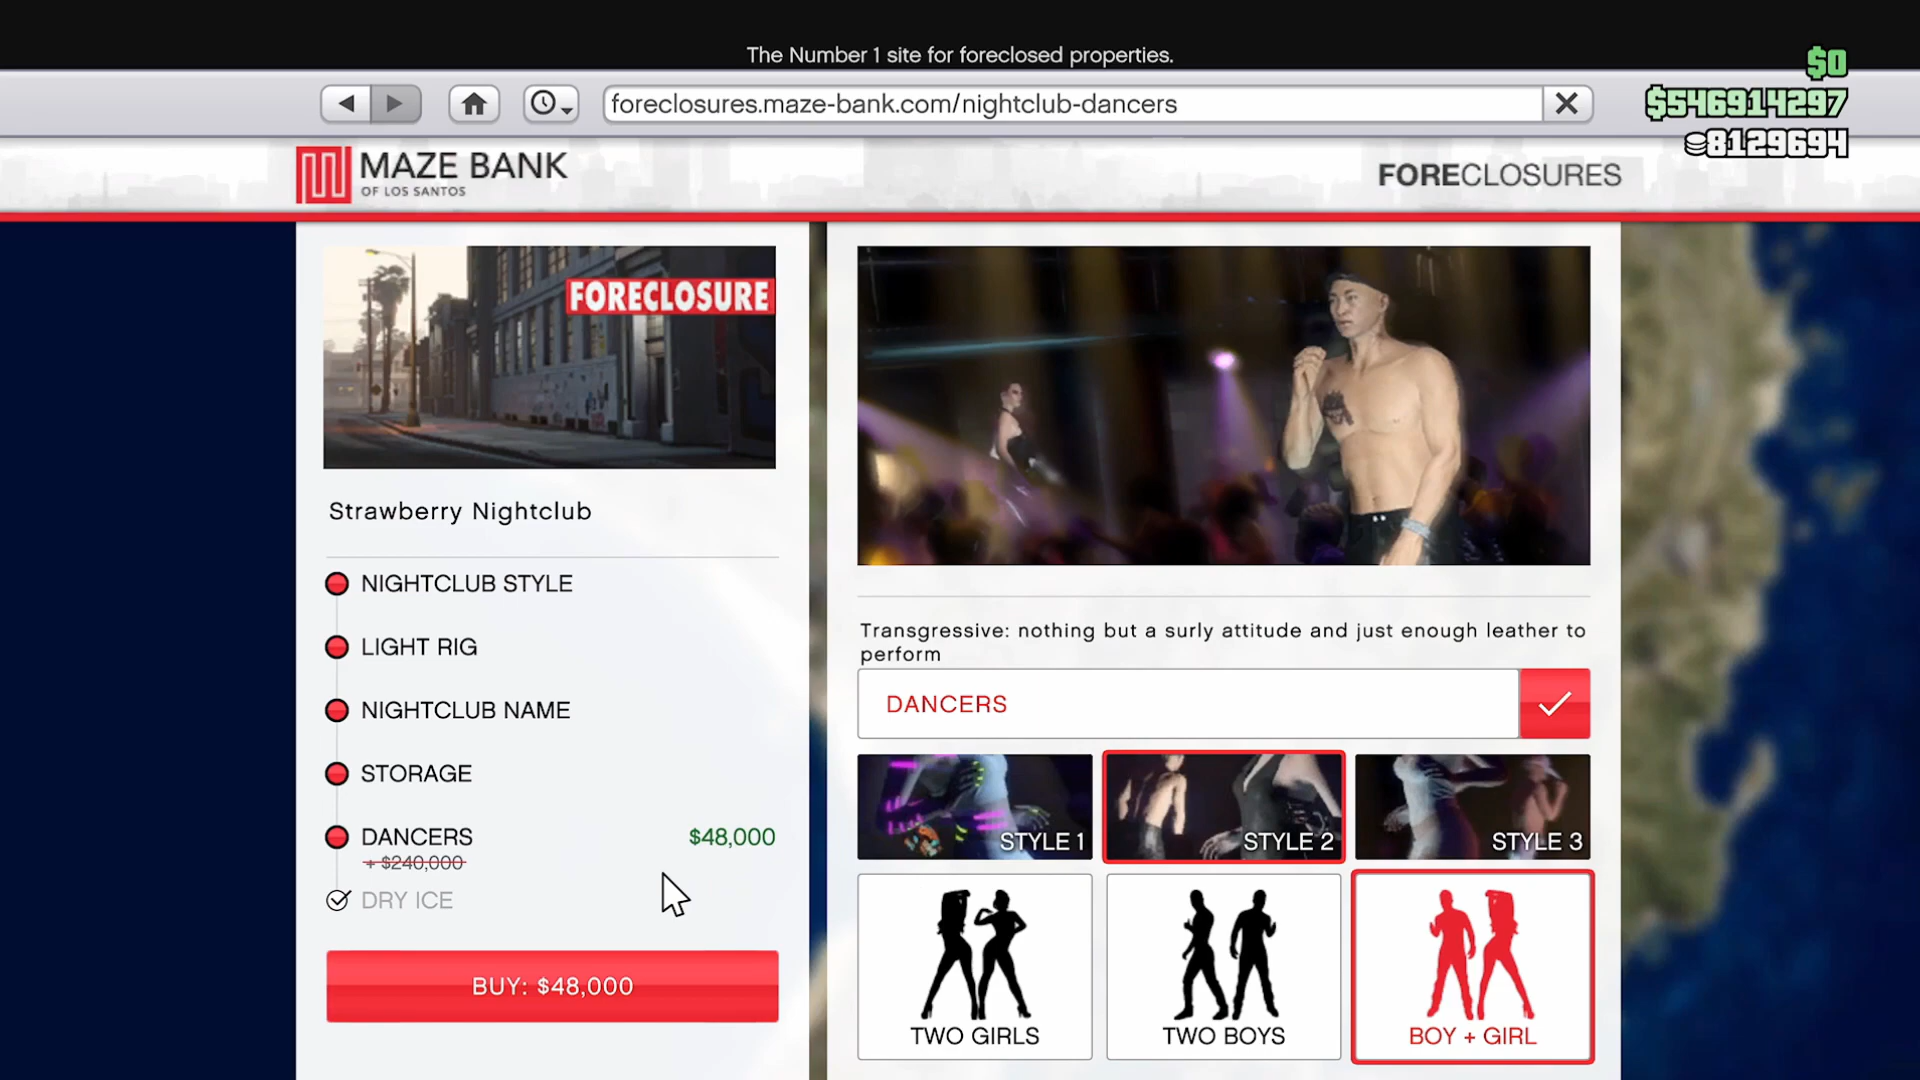 The Number 1 site for foreclosed properties.
$0
foreclosures.maze-bank.com/nightclub-dancers
$546914297
8129694
MAZE BANK
OF LOS SANTOS
FORECLOSURES
FORECLOSURE
Strawberry Nightclub
NIGHTCLUB STYLE
LIGHT RIG
NIGHTCLUB NAME
STORAGE
DANCERS
$48,000
+ $240,000
DRY ICE
BUY: $48,000
Transgressive: nothing but a surly attitude and just enough leather to
perform
DANCERS
STYLE 1
STYLE 2
STYLE 3
TWO GIRLS
TWO BOYS
BOY + GIRL